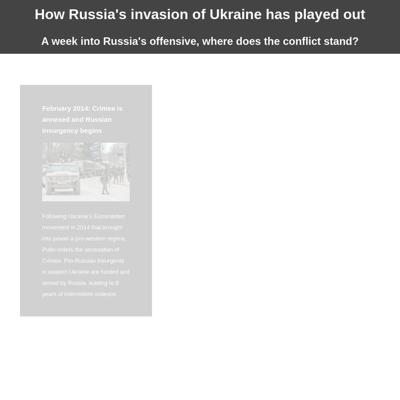 How Russia's invasion of Ukraine has played out
A week into Russia's offensive, where does the conflict stand?
February 2014: Crimea is
annexed and Russian
insurgency begins
Following Ukraine's Euromaidan
movement in 2014 that brought
into power a pro-western regime,
Putin orders the annexation of
Crimea. Pro-Russian insurgents
in eastern Ukraine are funded and
armed by Russia, leading to 8
years of intermittent violence